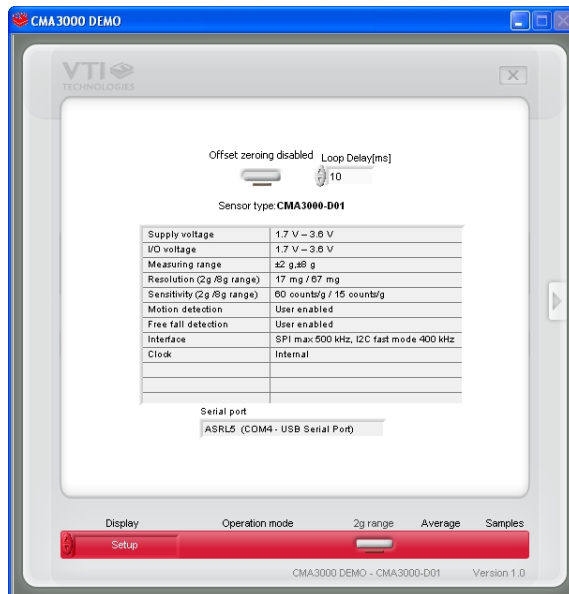 CMA3000 DEMO
VTI
TECHNOLOGIES
X
Offset zeroing disabled Loop Delay[ms]
10
Sensor type: CMA3000-D01
Supply voltage 1.7 V – 3.6 V
I/O voltage 1.7 V – 3.6 V
Measuring range ±2 g,±8 g
Resolution (2g /8g range) 17 mg / 67 mg
Sensitivity (2g /8g range) 60 counts/g / 15 counts/g
Motion detection User enabled
Free fall detection User enabled
Interface SPI max 500 kHz, I2C fast mode 400 kHz
Clock Internal
Serial port
ASRL5 (COM4 - USB Serial Port)
Display Operation mode 2g range Average Samples
Setup
CMA3000 DEMO - CMA3000-D01 Version 1.0